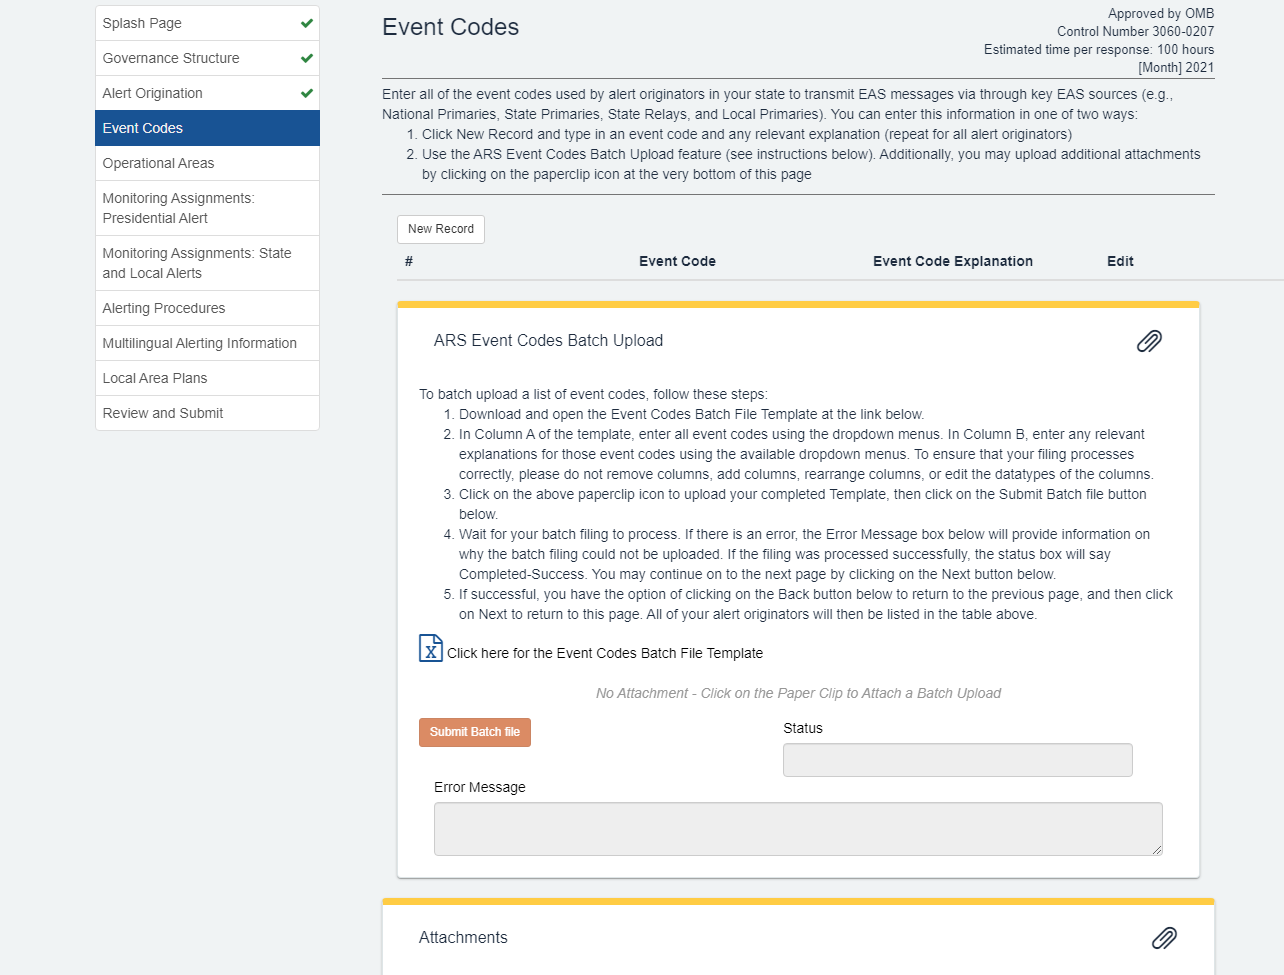 Splash Page
Governance Structure
Alert Origination
Event Codes
Operational Areas
Monitoring Assignments:
Presidential Alert
Monitoring Assignments: State
and Local Alerts
Alerting Procedures
Multilingual Alerting Information
Local Area Plans
Review and Submit
Event Codes
Approved by OMB
Control Number 3060-0207
Estimated time per response: 100 hours
[Month] 2021
Enter all of the event codes used by alert originators in your state to transmit EAS messages via through key EAS sources (e.g.,
National Primaries, State Primaries, State Relays, and Local Primaries). You can enter this information in one of two ways:
1. Click New Record and type in an event code and any relevant explanation (repeat for all alert originators)
2. Use the ARS Event Codes Batch Upload feature (see instructions below). Additionally, you may upload additional attachments
by clicking on the paperclip icon at the very bottom of this page
New Record
# Event Code Event Code Explanation Edit
ARS Event Codes Batch Upload
To batch upload a list of event codes, follow these steps:
1. Download and open the Event Codes Batch File Template at the link below.
2. In Column A of the template, enter all event codes using the dropdown menus. In Column B, enter any relevant
explanations for those event codes using the available dropdown menus. To ensure that your filing processes
correctly, please do not remove columns, add columns, rearrange columns, or edit the datatypes of the columns.
3. Click on the above paperclip icon to upload your completed Template, then click on the Submit Batch file button
below.
4. Wait for your batch filing to process. If there is an error, the Error Message box below will provide information on
why the batch filing could not be uploaded. If the filing was processed successfully, the status box will say
Completed-Success. You may continue on to the next page by clicking on the Next button below.
5. If successful, you have the option of clicking on the Back button below to return to the previous page, and then click
on Next to return to this page. All of your alert originators will then be listed in the table above.
X Click here for the Event Codes Batch File Template
No Attachment - Click on the Paper Clip to Attach a Batch Upload
Submit Batch file
Status
Error Message
Attachments